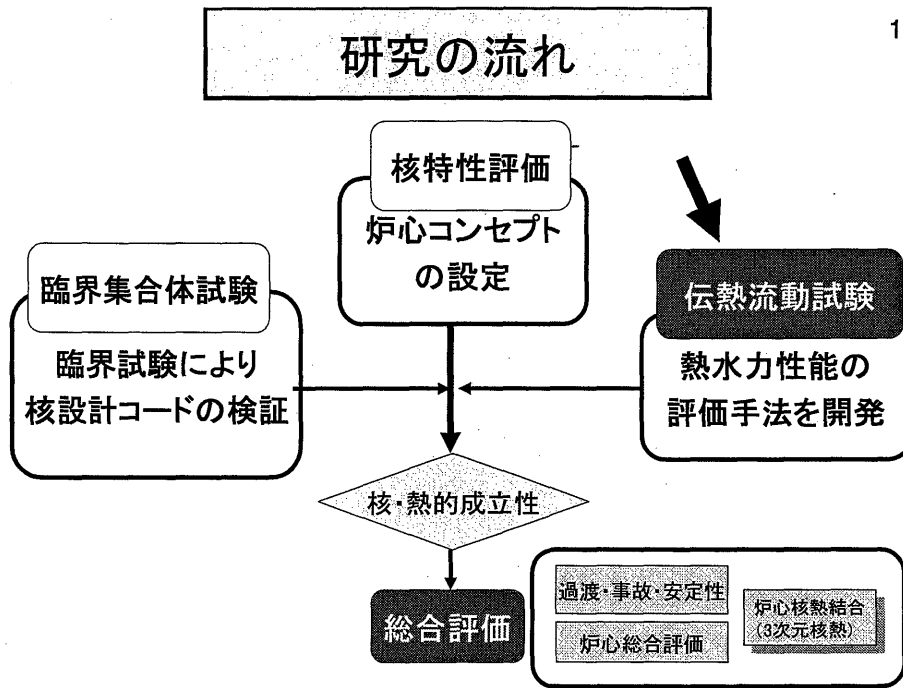 1
研究の流れ
核特性評価
炉心コンセプト
の設定
臨界集合体試験
臨界試験により
核設計コードの検証
伝熱流動試験
熱水力性能の
評価手法を開発
核・熱的成立性
総合評価
過渡・事故・安定性
炉心総合評価
炉心核熱結合
(3次元核熱)